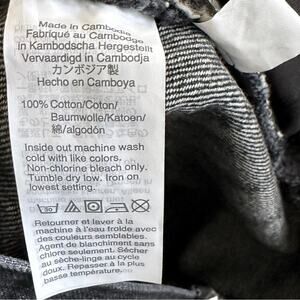 Made in Cambodia
Fabriqué au Cambodge
in Kambodscha Hergestellt
Vervaardigd in Cambodja
カンボジア製
Hecho en Camboya
100% Cotton/Coton/
Baumwolle/Katoen/
綿/algodón
Inside out machine wash
cold with like colors.
Non-chlorine bleach only.
Tumble dry low. Iron on
lowest setting.
30
Retourner et laver à la
machine à l'eau froide avec
des couleurs semblables.
Agent de blanchiment sans
chlore seulement. Sécher
au sèche-linge au cycle
délicat. Repasser à la plus
basse température.